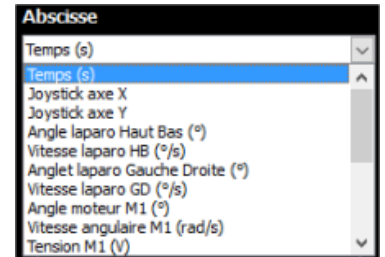 Abscisse
Temps (s)
Temps (s)
Joystick axe X
Joystick axe Y
Angle laparo Haut Bas (°)
Vitesse laparo HB (°/s)
Anglet laparo Gauche Droite (°)
Vitesse laparo GD (°/s)
Angle moteur M1 (°)
Vitesse angulaire M1 (rad/s)
Tension M1 (V)